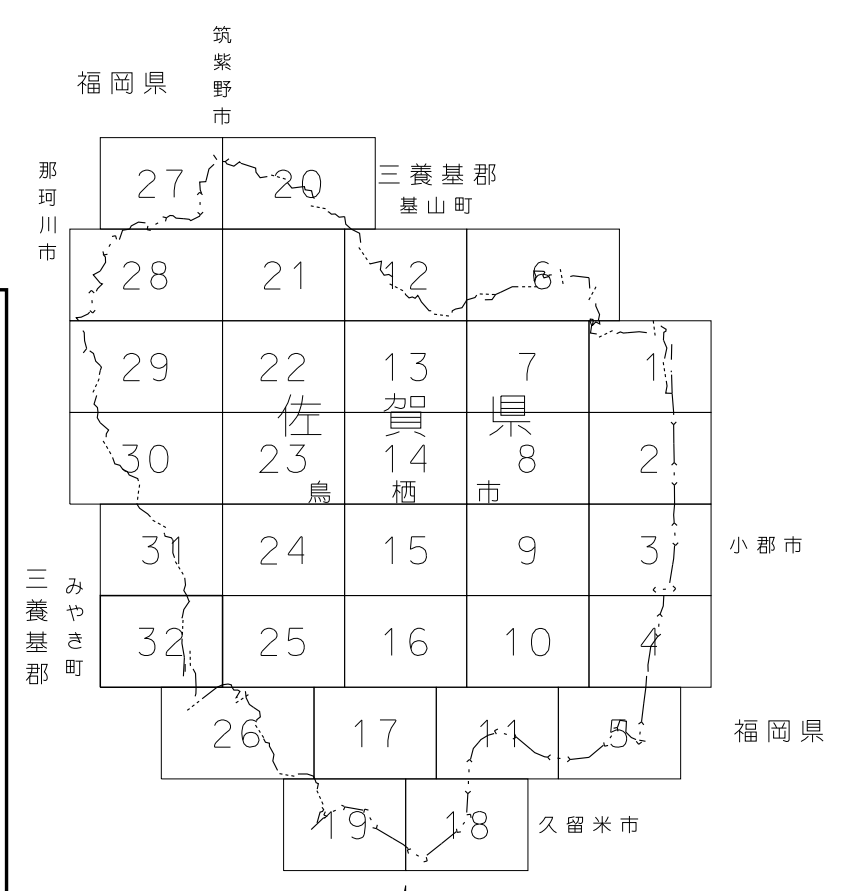 筑紫野市
福岡県
那珂川市
27 20
三養基郡
基山町
28 21 12 6
29 22 13 7 1
佐賀県
30 23 14 8 2
鳥栖市
31 24 15 9 3
小郡市
三養基郡
みやき町
32 25 16 10 4
26 17 11 5
福岡県
19 18
久留米市